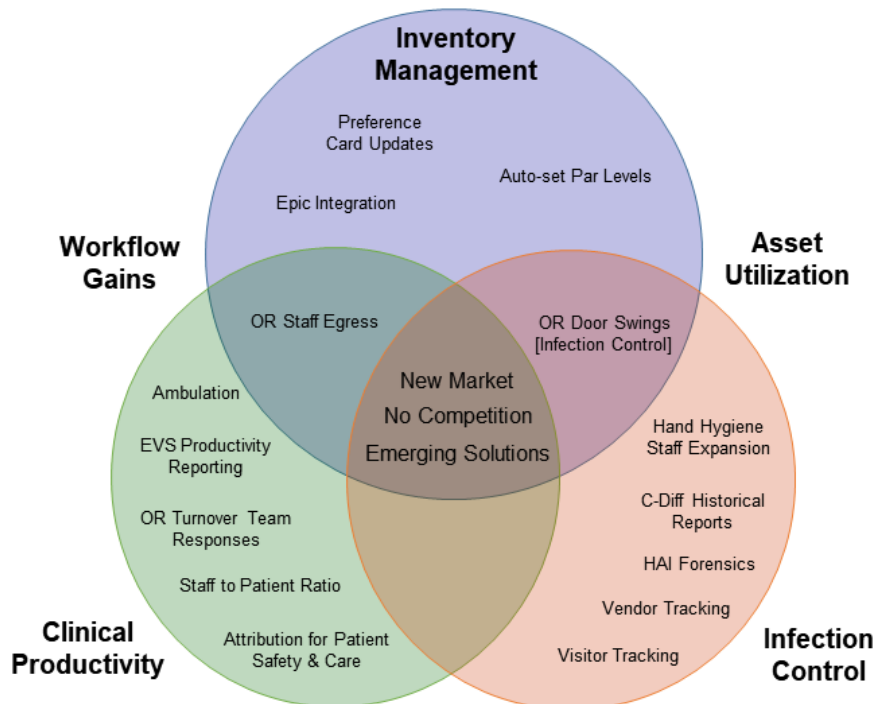 Inventory
Management
Preference
Card Updates
Auto-set Par Levels
Epic Integration
Workflow
Gains
Asset
Utilization
OR Staff Egress
OR Door Swings
[Infection Control]
New Market
No Competition
Emerging Solutions
Ambulation
EVS Productivity
Reporting
OR Turnover Team
Responses
Staff to Patient Ratio
Attribution for Patient
Safety & Care
Hand Hygiene
Staff Expansion
C-Diff Historical
Reports
HAI Forensics
Vendor Tracking
Visitor Tracking
Clinical
Productivity
Infection
Control